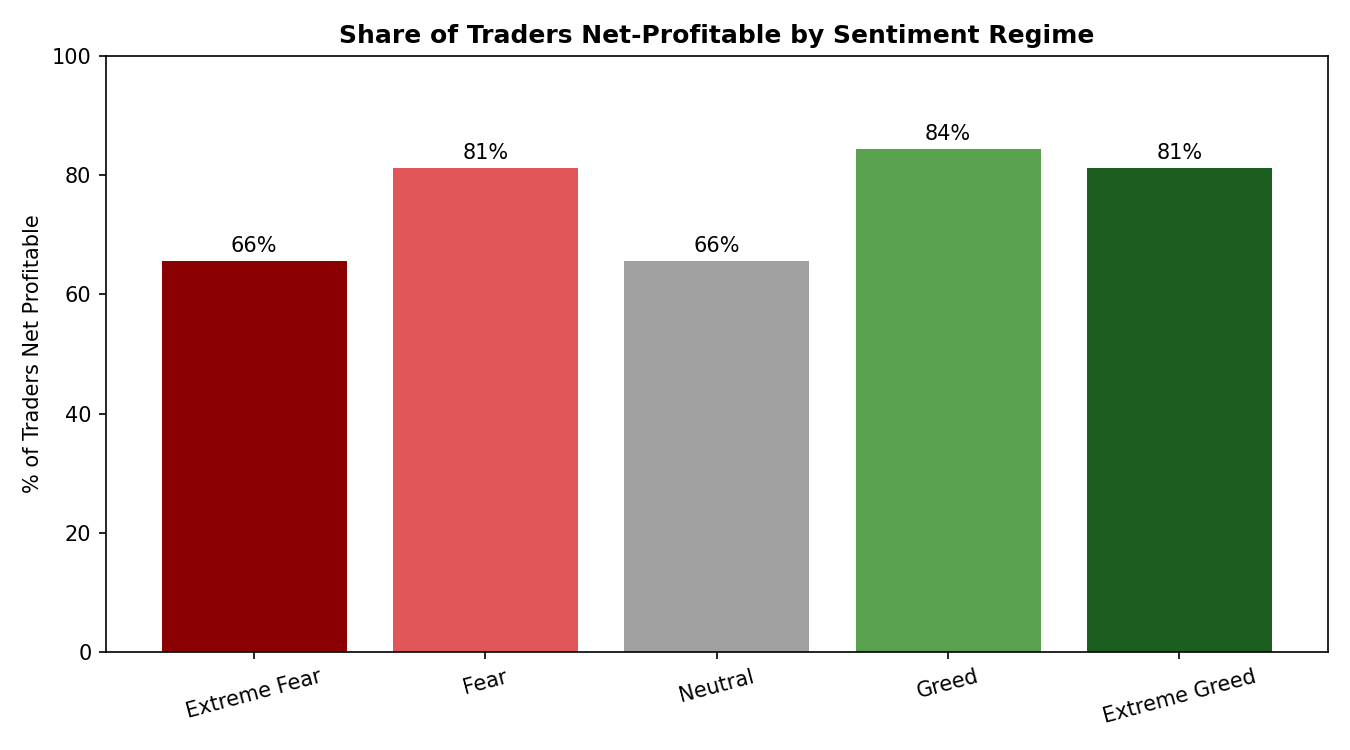 Share of Traders Net-Profitable by Sentiment Regime
% of Traders Net Profitable
100
80
60
40
20
0
66%
81%
66%
84%
81%
Extreme Fear
Fear
Neutral
Greed
Extreme Greed